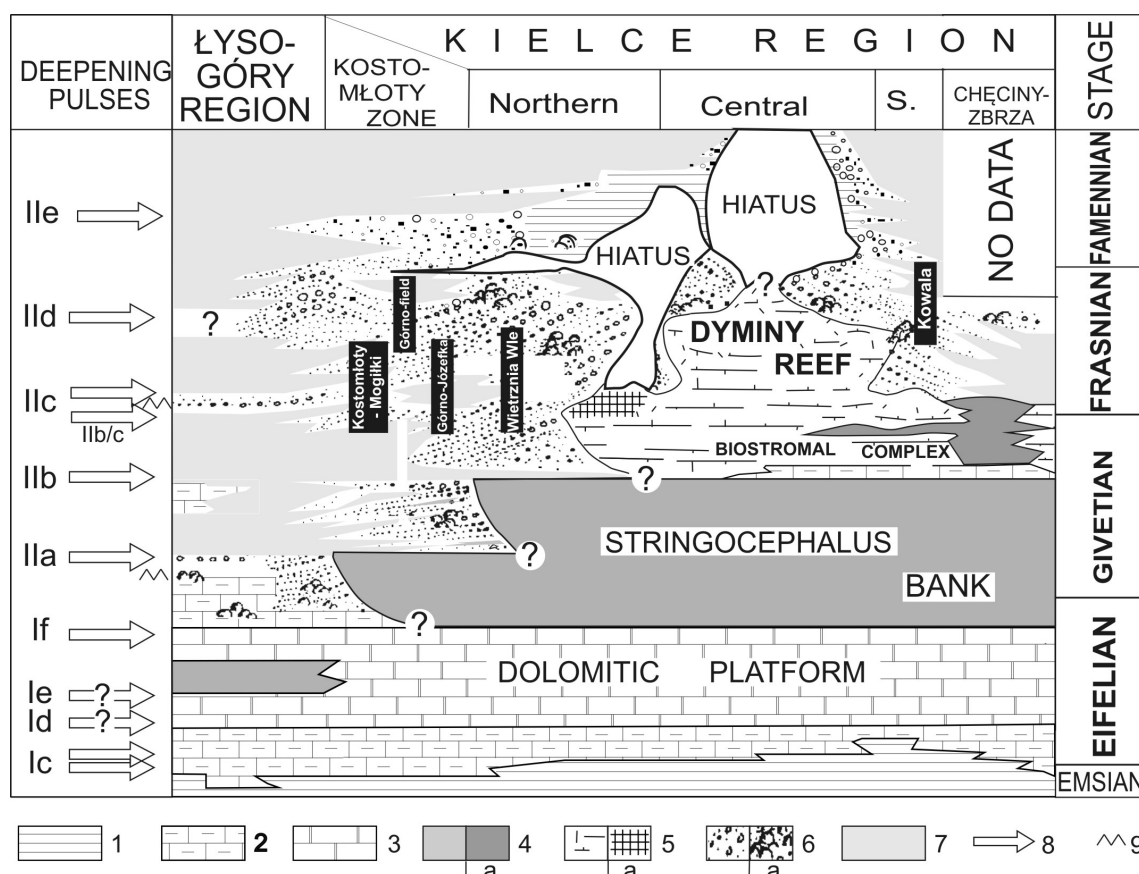 DEEPENING
PULSES
ŁYSO-
GÓRY
REGION
KIELCE REGION
KOSTO-
MŁOTY
ZONE
Northern
Central
S.
CHĘCINY-
ZBRZA
STAGE
IIe
IId
IIc
IIb/c
IIb
IIa
If
Ie
?
Id
?
Ic
HIATUS
HIATUS
NO DATA
?
?
DYMINY
REEF
Kostomłoty
- Mogiłki
Górno-field
Górno-Józefka
Wietrznia Wle
Kowala
BIOSTROMAL COMPLEX
?
STRINGOCEPHALUS
BANK
?
?
DOLOMITIC PLATFORM
FAMENNIAN
FRASNIAN
GIVETIAN
EIFELIAN
EMSIAN
1
2
3
4
a
5
a
6
a
7
8
9